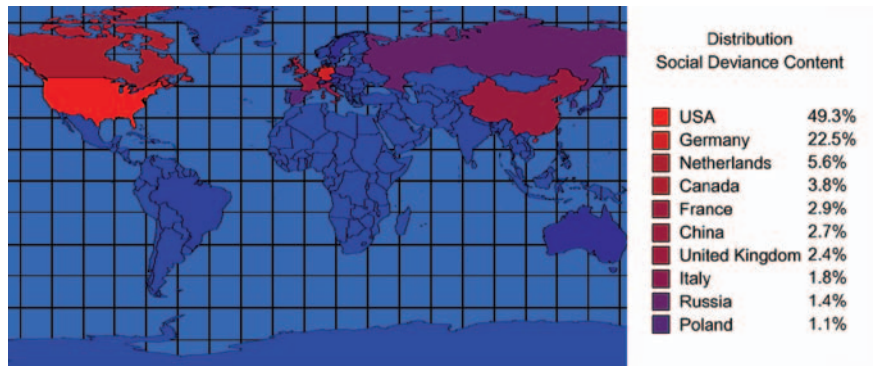 Distribution
Social Deviance Content
USA 49.3%
Germany 22.5%
Netherlands 5.6%
Canada 3.8%
France 2.9%
China 2.7%
United Kingdom 2.4%
Italy 1.8%
Russia 1.4%
Poland 1.1%